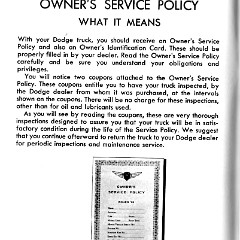 OWNER'S SERVICE POLICY
WHAT IT MEANS
With your Dodge truck, you should receive an Owner's Service
Policy and also an Owner's Identification Card. These should be
properly filled in by your dealer. Read the Owner's Service Policy
carefully and be sure you understand your obligations and
privileges.
You will notice two coupons attached to the Owner's Service
Policy. These coupons entitle you to have your truck inspected, by
the Dodge dealer from whom it was purchased, at the intervals
shown on the coupons. There will be no charge for these inspections,
other than for oil and lubricants used.
As you will see by reading the coupons, these are very thorough
inspections designed to assure you that your truck will be in satis-
factory condition during the life of the Service Policy. We suggest
that you continue afterward to return the truck to your Dodge dealer
for periodic inspections and maintenance service.
OWNER'S
SERVICE POLICY